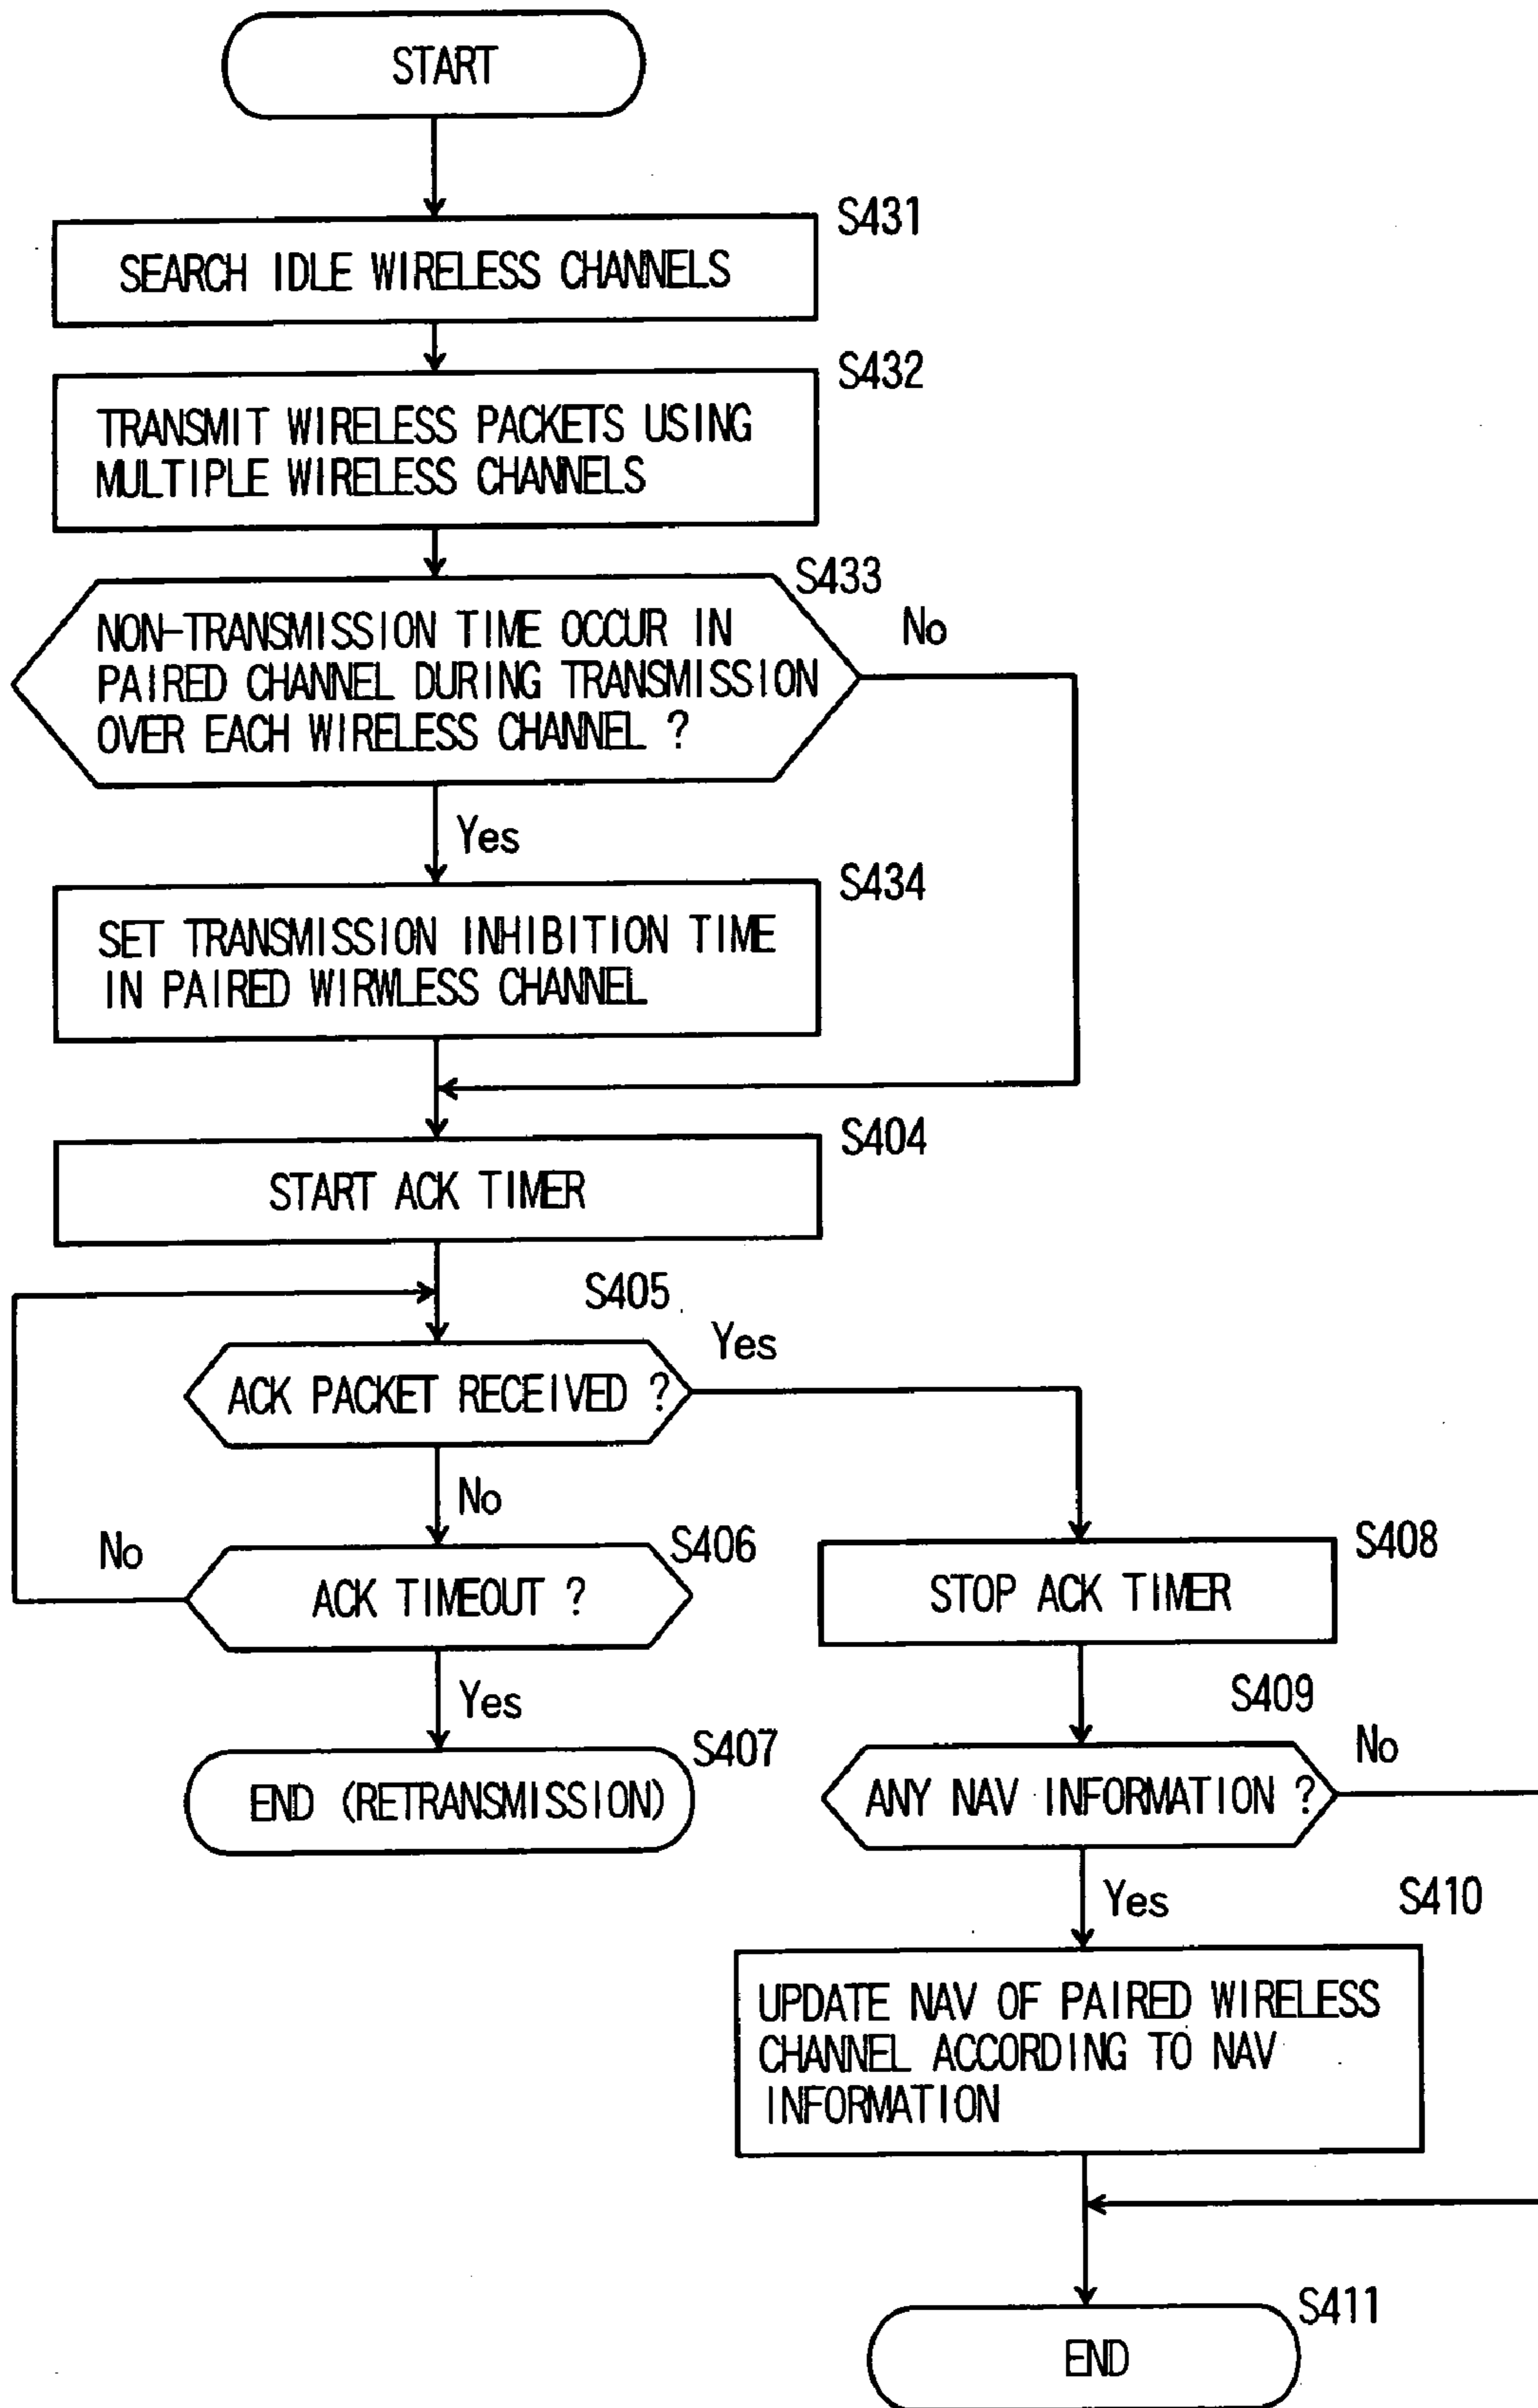 START
S431
SEARCH IDLE WIRELESS CHANNELS
S432
TRANSMIT WIRELESS PACKETS USING
MULTIPLE WIRELESS CHANNELS
S433
NON-TRANSMISSION TIME OCCUR IN
PAIRED CHANNEL DURING TRANSMISSION
OVER EACH WIRELESS CHANNEL ?
No
Yes
S434
SET TRANSMISSION INHIBITION TIME
IN PAIRED WIRWLESS CHANNEL
S404
START ACK TIMER
S405
ACK PACKET RECEIVED ?
Yes
No
S406
ACK TIMEOUT ?
No
Yes
S407
END (RETRANSMISSION)
S408
STOP ACK TIMER
S409
ANY NAV INFORMATION ?
No
Yes
S410
UPDATE NAV OF PAIRED WIRELESS
CHANNEL ACCORDING TO NAV
INFORMATION
S411
END